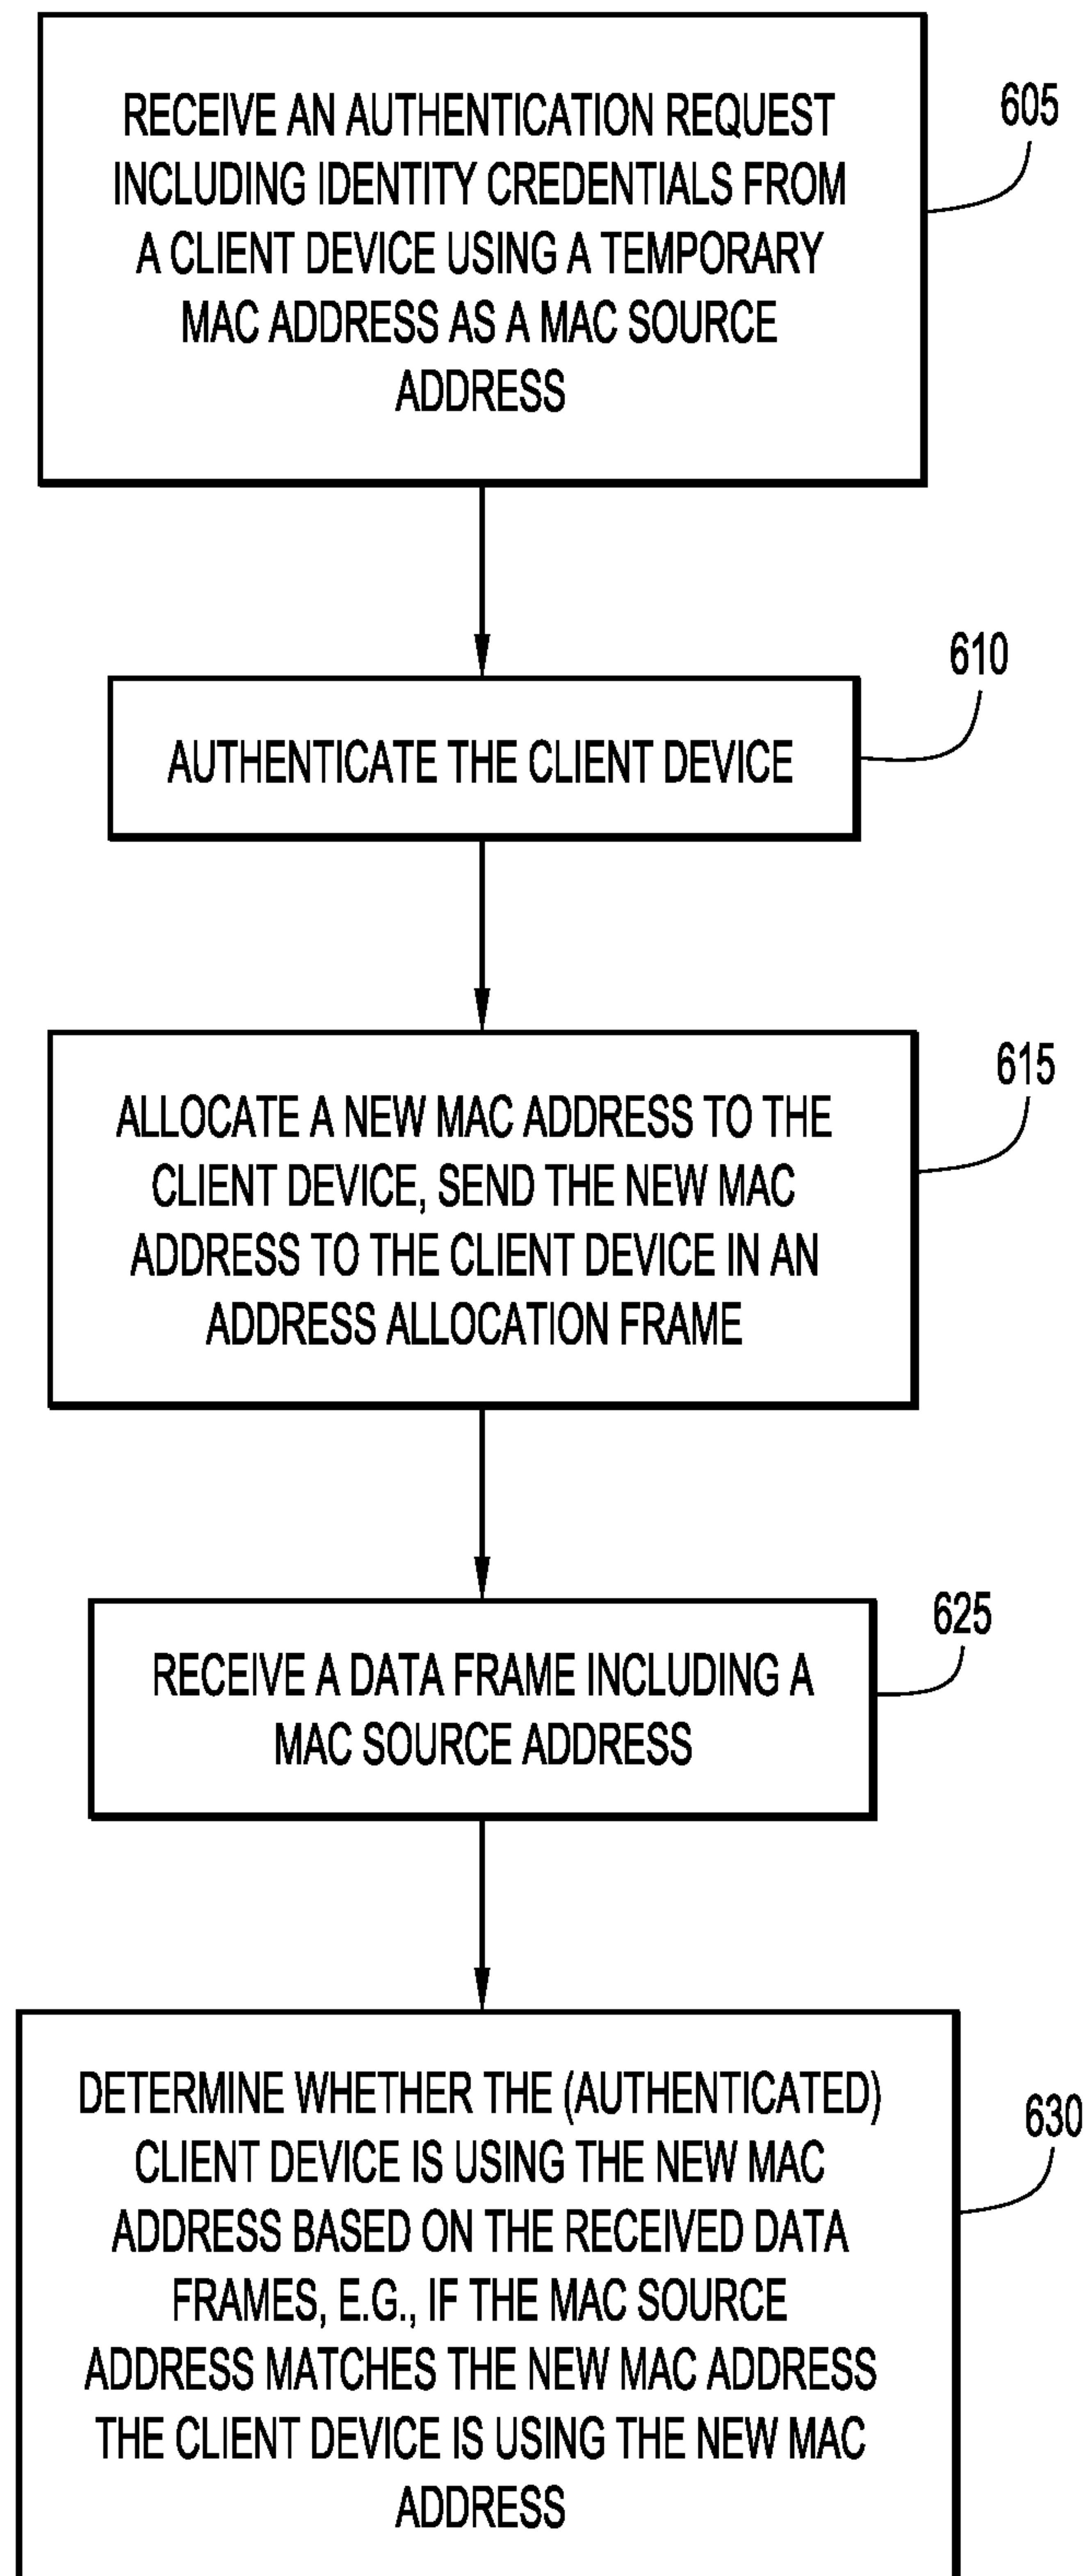 RECEIVE AN AUTHENTICATION REQUEST
INCLUDING IDENTITY CREDENTIALS FROM
A CLIENT DEVICE USING A TEMPORARY
MAC ADDRESS AS A MAC SOURCE
ADDRESS
605
AUTHENTICATE THE CLIENT DEVICE
610
ALLOCATE A NEW MAC ADDRESS TO THE
CLIENT DEVICE, SEND THE NEW MAC
ADDRESS TO THE CLIENT DEVICE IN AN
ADDRESS ALLOCATION FRAME
615
RECEIVE A DATA FRAME INCLUDING A
MAC SOURCE ADDRESS
625
DETERMINE WHETHER THE (AUTHENTICATED)
CLIENT DEVICE IS USING THE NEW MAC
ADDRESS BASED ON THE RECEIVED DATA
FRAMES, E.G., IF THE MAC SOURCE
ADDRESS MATCHES THE NEW MAC ADDRESS
THE CLIENT DEVICE IS USING THE NEW MAC
ADDRESS
630